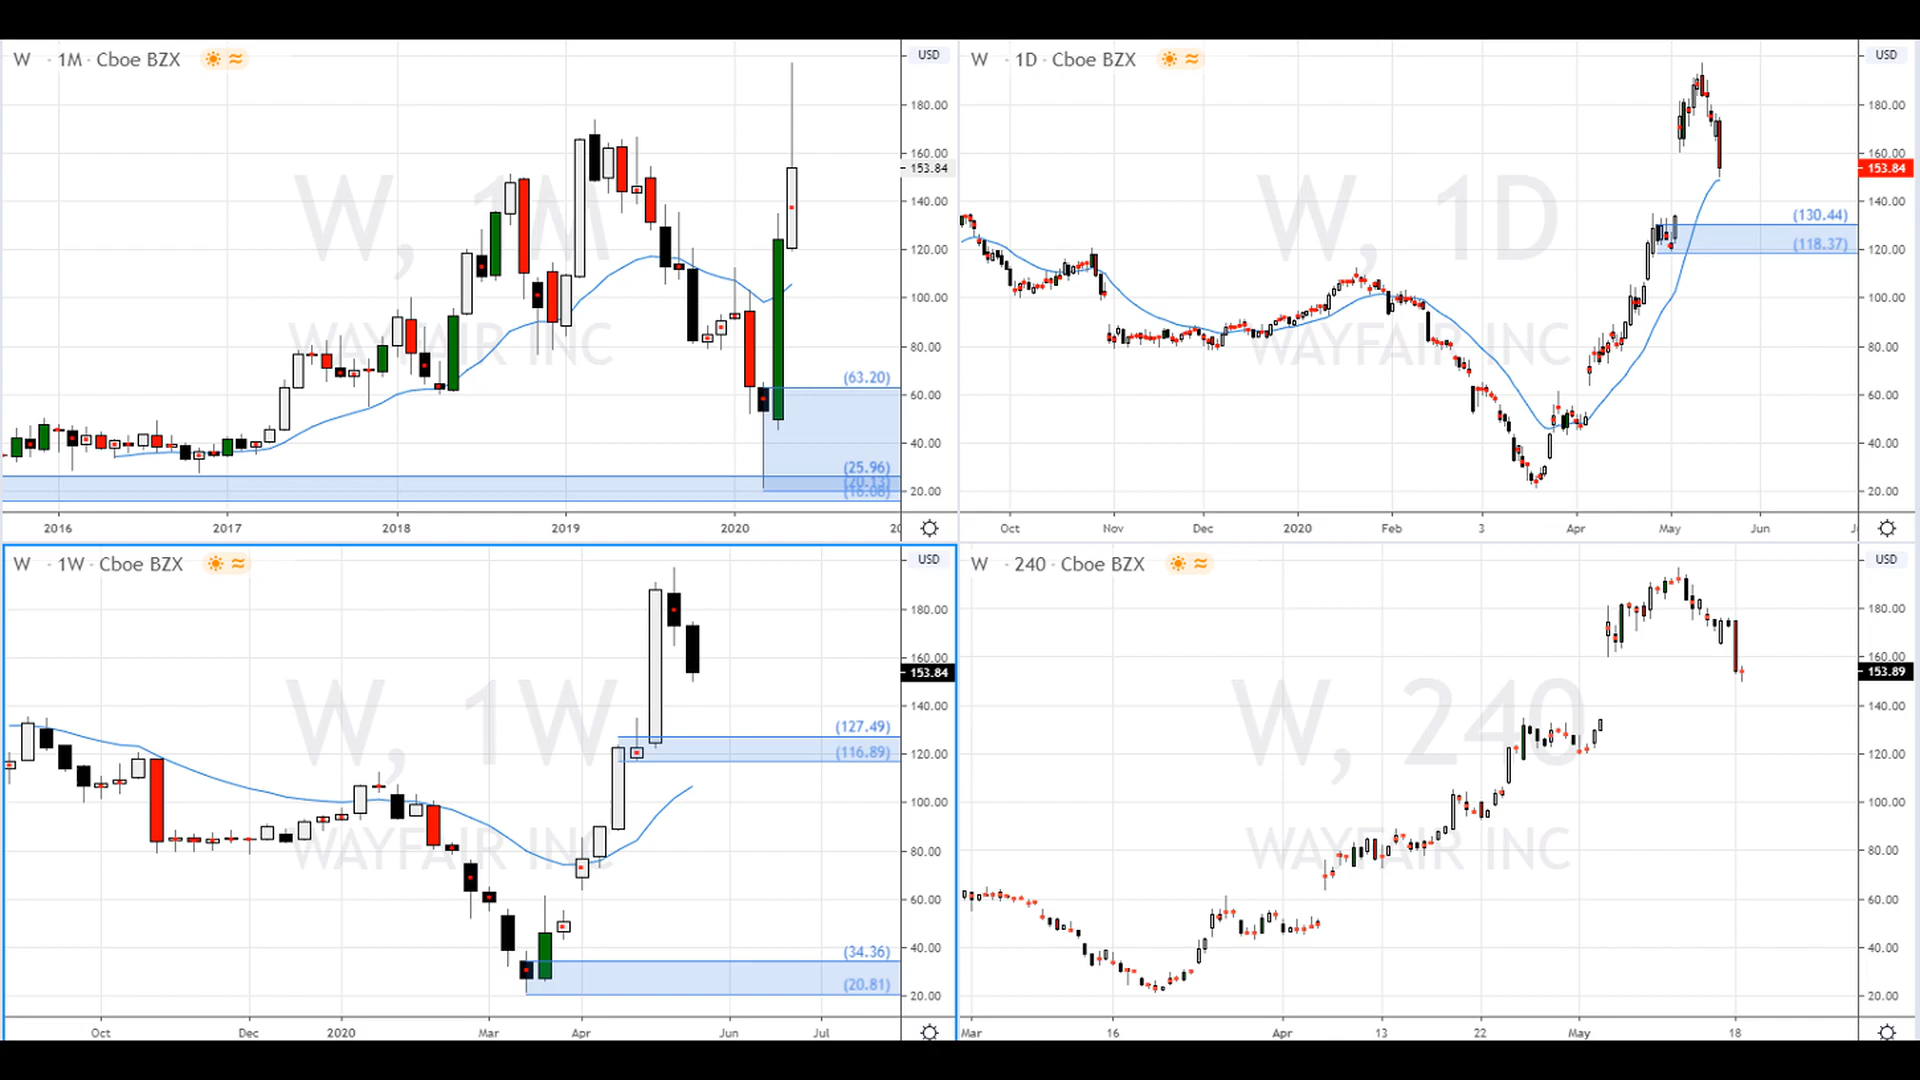 W · 1M · Cboe BZX
USD
180.00
160.00
153.84
140.00
120.00
100.00
80.00
60.00
40.00
20.00
W, 1M
WAYFAIR INC
(63.20)
(25.96)
(20.13)
(16.08)
2016 2017 2018 2019 2020 20
W · 1D · Cboe BZX
USD
180.00
160.00
153.84
140.00
120.00
100.00
80.00
60.00
40.00
20.00
W, 1D
WAYFAIR INC
(130.44)
(118.37)
Oct Nov Dec 2020 Feb 3 Apr May Jun J
W · 1W · Cboe BZX
USD
180.00
160.00
153.84
140.00
120.00
100.00
80.00
60.00
40.00
20.00
W, 1W
WAYFAIR INC
(127.49)
(116.89)
(34.36)
(20.81)
Oct Dec 2020 Mar Apr Jun Jul
W · 240 · Cboe BZX
USD
180.00
160.00
153.89
140.00
120.00
100.00
80.00
60.00
40.00
20.00
W, 240
WAYFAIR INC
Mar 16 Apr 13 22 May 18